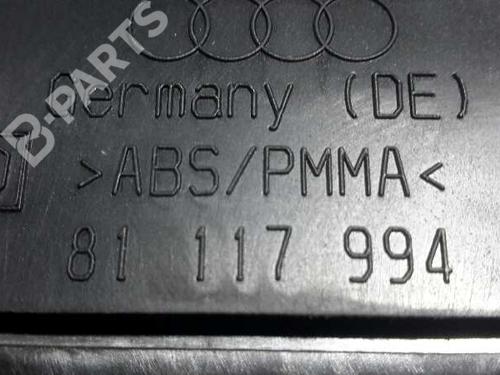 B-PARTS
Germany (DE)
>ABS/PMMA<
81 117 994